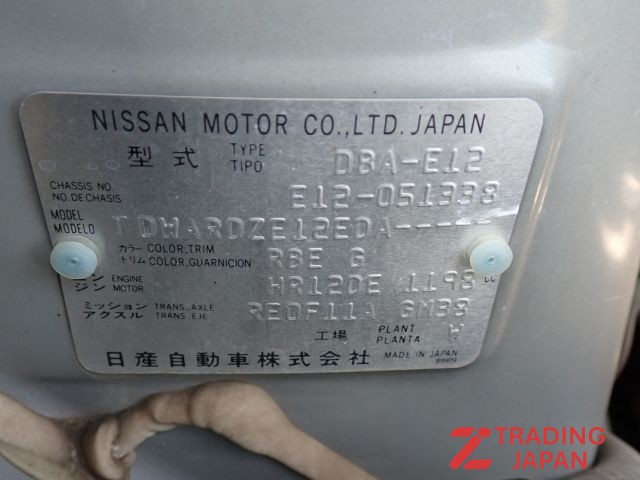 NISSAN MOTOR CO.,LTD. JAPAN
型式 TYPE TIPO DBA-E12
CHASSIS NO. NO.DE CHASIS E12-051338
MODEL MODELO TDWARDZE12EDA-----
カラー COLOR,TRIM
トリム COLOR,GUARNICION RBE G
ン ENGINE
ジン MOTOR HR12DE 1198 CC
ミッション TRANS.,AXLE
アクスル TRANS.,EJE RE0F11A GM38
工場 PLANT PLANTA W
日産自動車株式会社 MADE IN JAPAN
TRADING
JAPAN